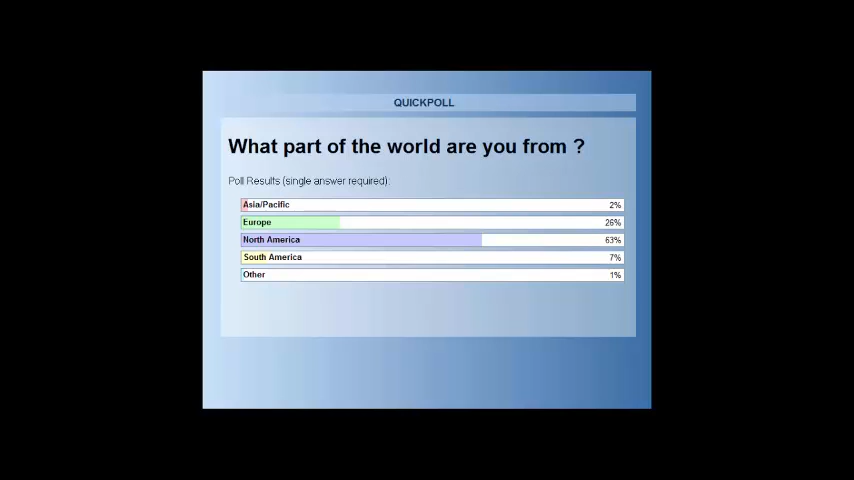 QUICKPOLL
What part of the world are you from ?
Poll Results (single answer required):
Asia/Pacific 2%
Europe 26%
North America 63%
South America 7%
Other 1%